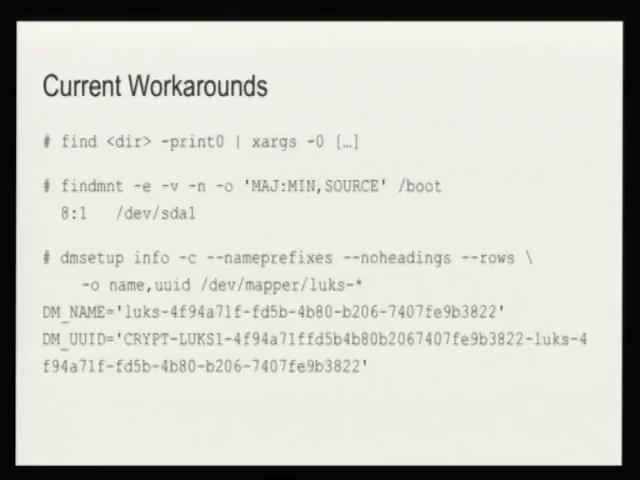 Current Workarounds
# find <dir> -print0 | xargs -0 […]
# findmnt -e -v -n -o 'MAJ:MIN,SOURCE' /boot
8:1 /dev/sda1
# dmsetup info -c --nameprefixes --noheadings --rows \
-o name,uuid /dev/mapper/luks-*
DM_NAME='luks-4f94a71f-fd5b-4b80-b206-7407fe9b3822'
DM_UUID='CRYPT-LUKS1-4f94a71ffd5b4b80b2067407fe9b3822-luks-4
f94a71f-fd5b-4b80-b206-7407fe9b3822'